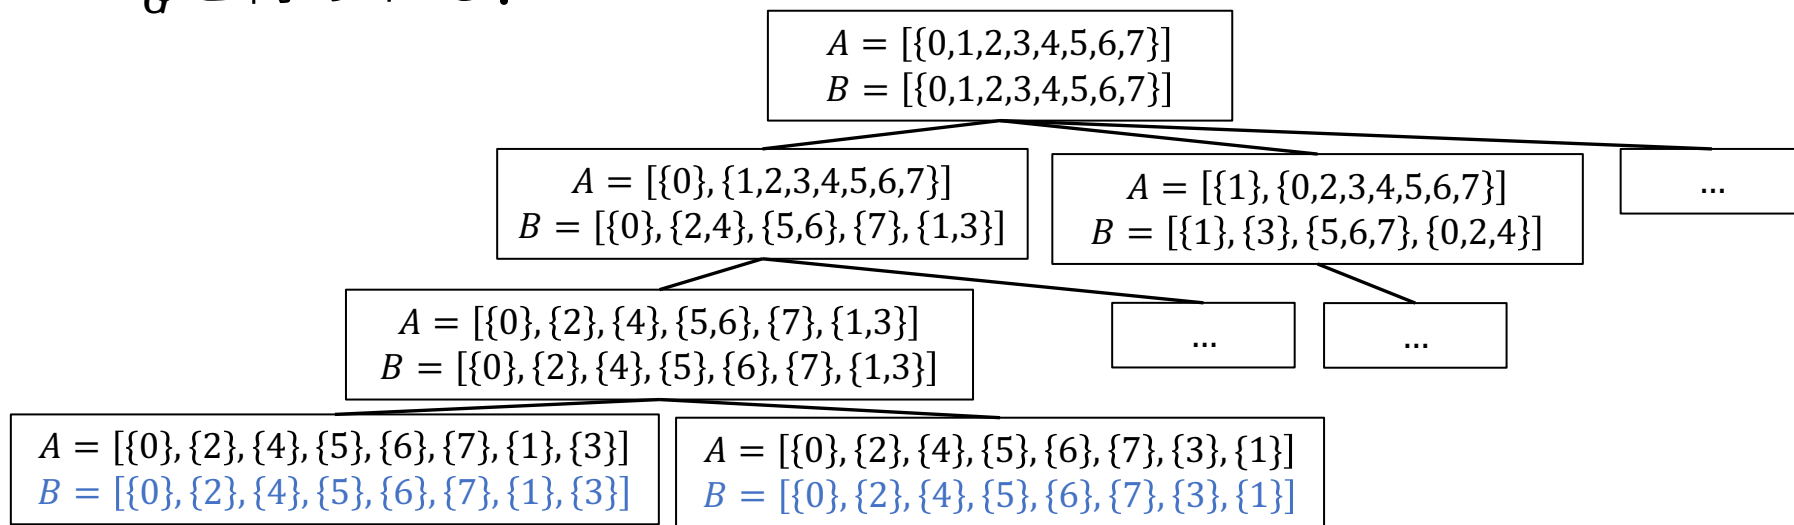 A = [{0,1,2,3,4,5,6,7}]
B = [{0,1,2,3,4,5,6,7}]
A = [{0}, {1,2,3,4,5,6,7}]
B = [{0}, {2,4}, {5,6}, {7}, {1,3}]
A = [{1}, {0,2,3,4,5,6,7}]
B = [{1}, {3}, {5,6,7}, {0,2,4}]
...
A = [{0}, {2}, {4}, {5,6}, {7}, {1,3}]
B = [{0}, {2}, {4}, {5}, {6}, {7}, {1,3}]
...
...
A = [{0}, {2}, {4}, {5}, {6}, {7}, {1}, {3}]
B = [{0}, {2}, {4}, {5}, {6}, {7}, {1}, {3}]
A = [{0}, {2}, {4}, {5}, {6}, {7}, {3}, {1}]
B = [{0}, {2}, {4}, {5}, {6}, {7}, {3}, {1}]